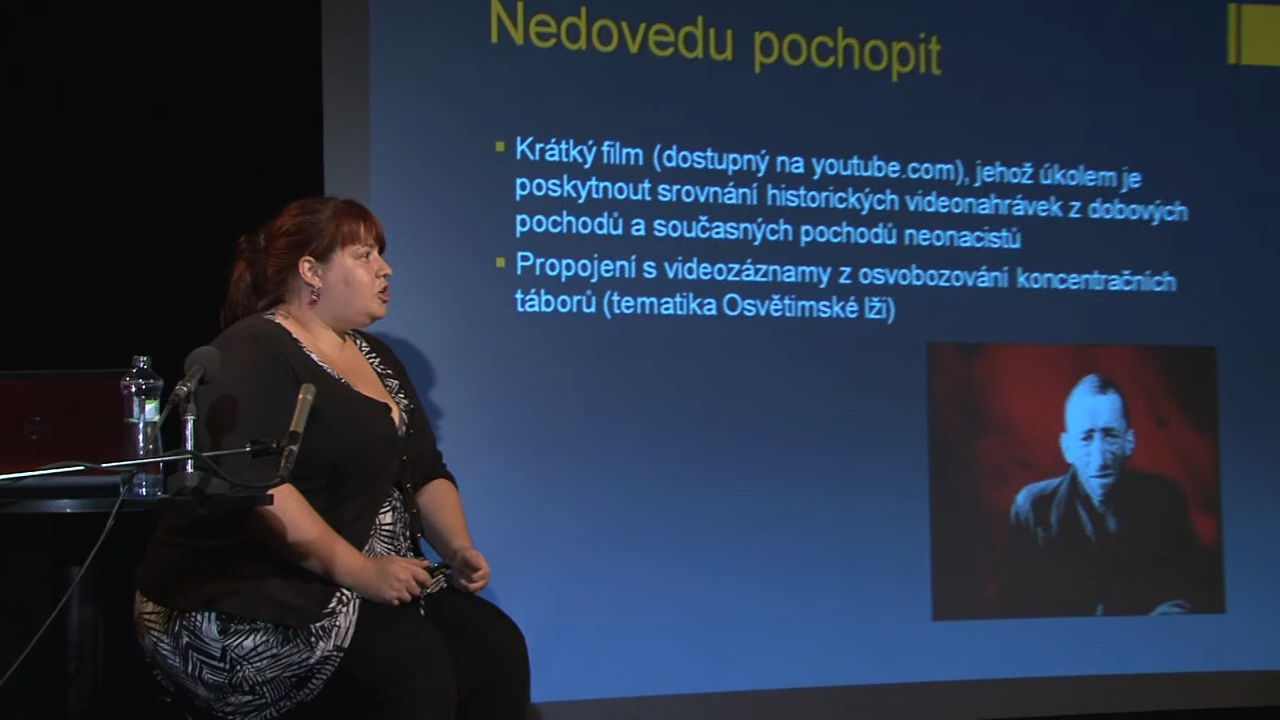 Nedovedu pochopit
Krátký film (dostupný na youtube.com), jehož úkolem je
poskytnout srovnání historických videonahrávek z dobových
pochodů a současných pochodů neonacistů
Propojení s videozáznamy z osvobozování koncentračních
táborů (tematika Osvětimské lži)